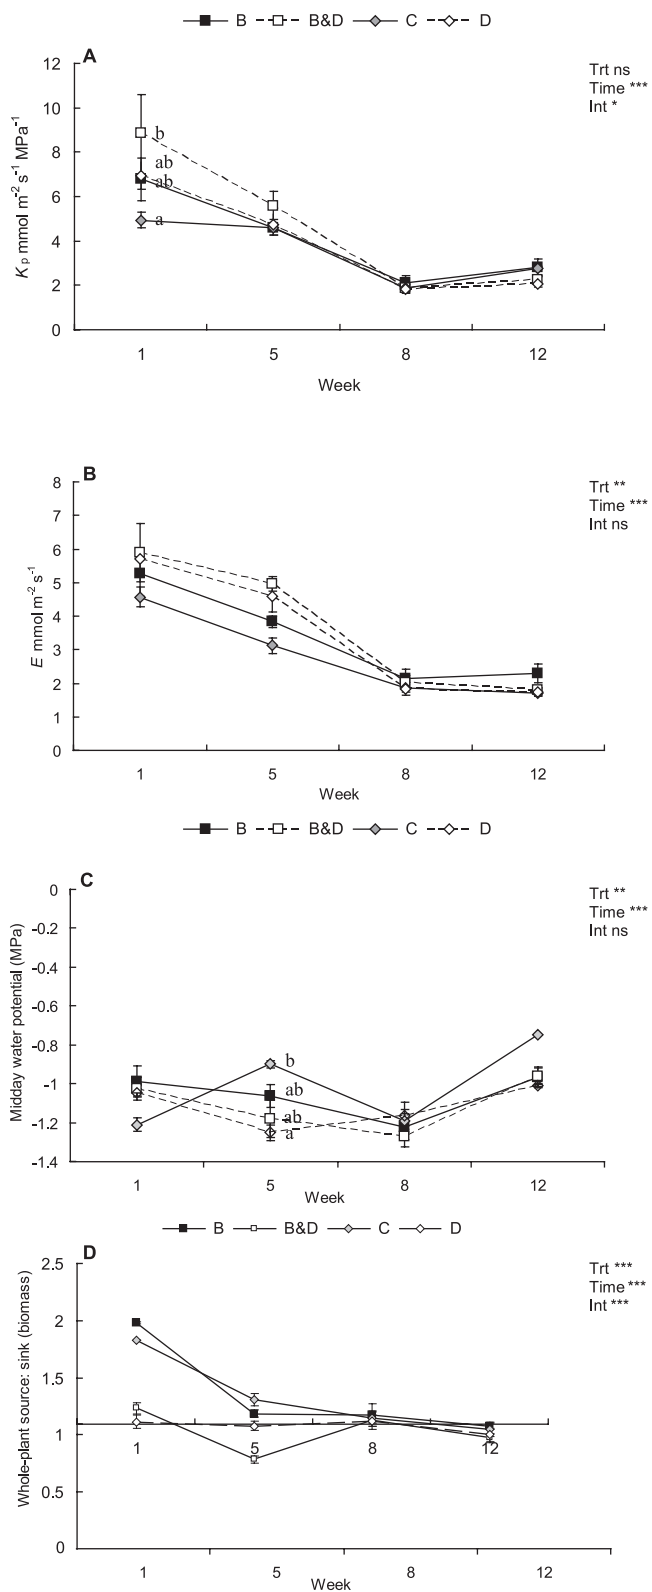 B B&D C D
A
Trt ns
Time ***
Int *
12
10
8
6
4
2
0
b
ab
ab
a
Kp mmol m-2 s-1 MPa-1
1 5 8 12
Week
B
Trt **
Time ***
Int ns
8
7
6
5
4
3
2
1
0
E mmol m-2 s-1
1 5 8 12
Week
B B&D C D
C
Trt **
Time ***
Int ns
0
-0.2
-0.4
-0.6
-0.8
-1
-1.2
-1.4
b
ab
ab
a
Midday water potential (MPa)
1 5 8 12
Week
B B&D C D
D
Trt ***
Time ***
Int ***
2.5
2
1.5
1
0.5
0
Whole-plant source: sink (biomass)
1 5 8 12
1 5 8 12
Week